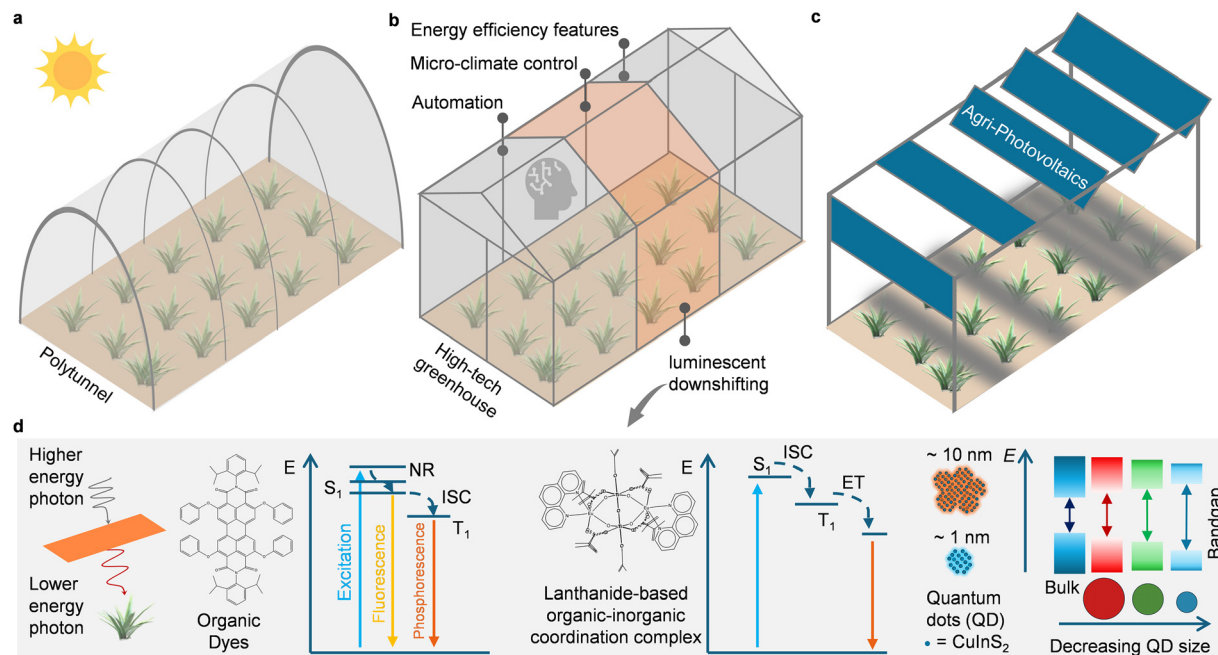 a
Polytunnel
b
Energy efficiency features
Micro-climate control
Automation
High-tech
greenhouse
luminescent
downshifting
c
Agri-Photovoltaics
d
Higher
energy
photon
Lower
energy
photon
Organic
Dyes
E
S1
NR
ISC
T1
Excitation
Fluorescence
Phosphorescence
Lanthanide-based
organic-inorganic
coordination complex
E
S1
ISC
T1
ET
~ 10 nm
~ 1 nm
Quantum
dots (QD)
= CuInS2
E
Bulk
Bandgap
Decreasing QD size